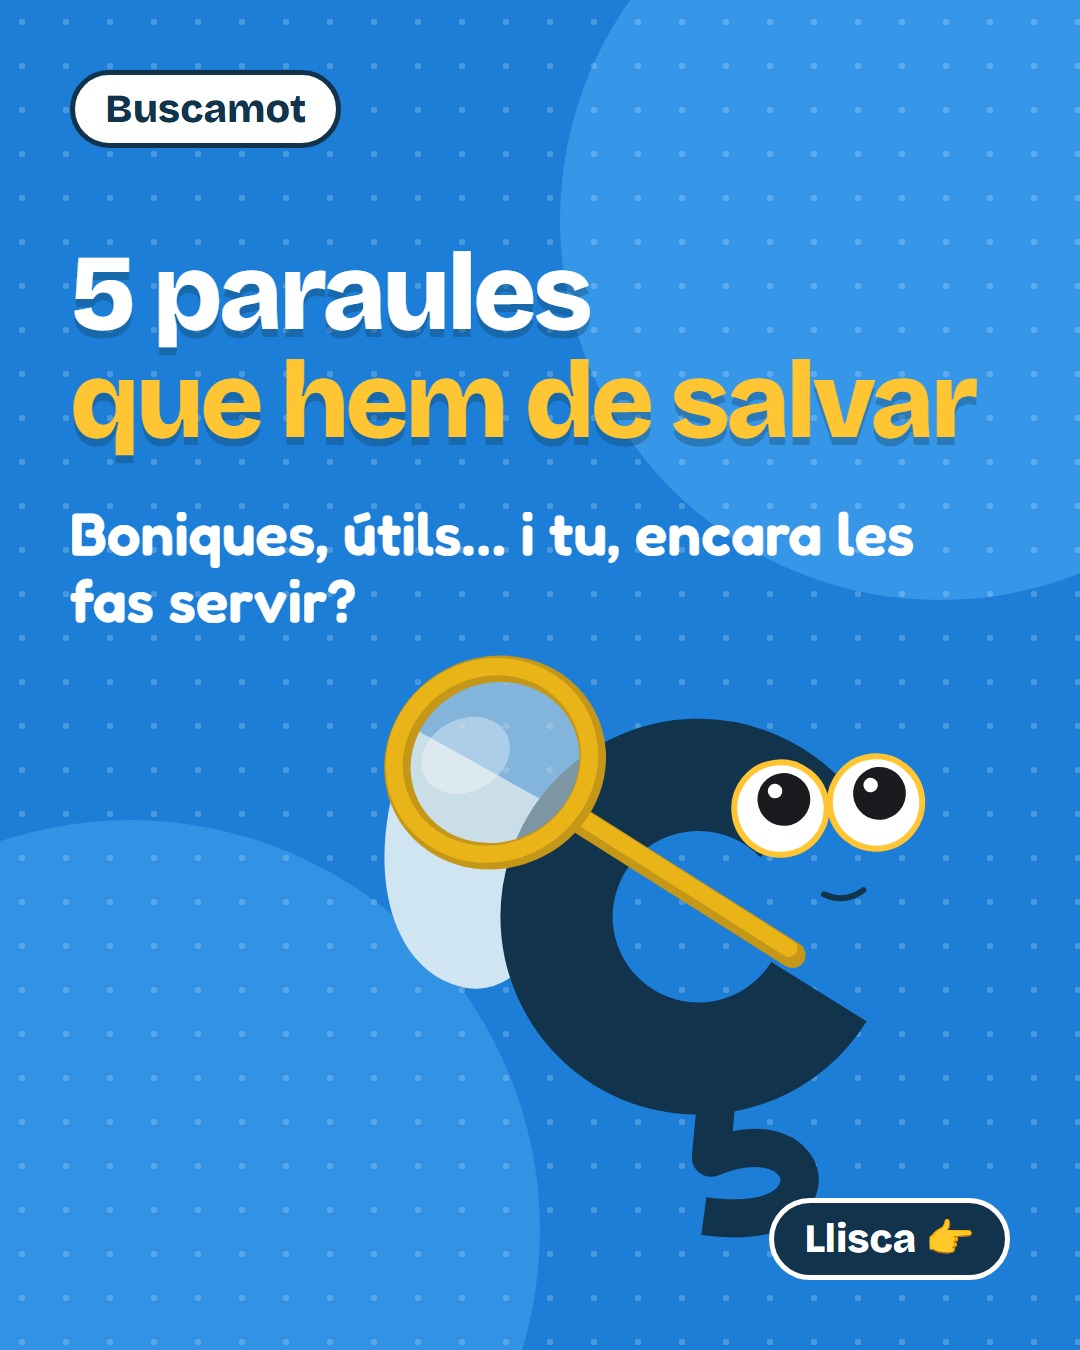 Buscamot
5 paraules
que hem de salvar
Boniques, útils... i tu, encara les
fas servir?
Llisca 👉